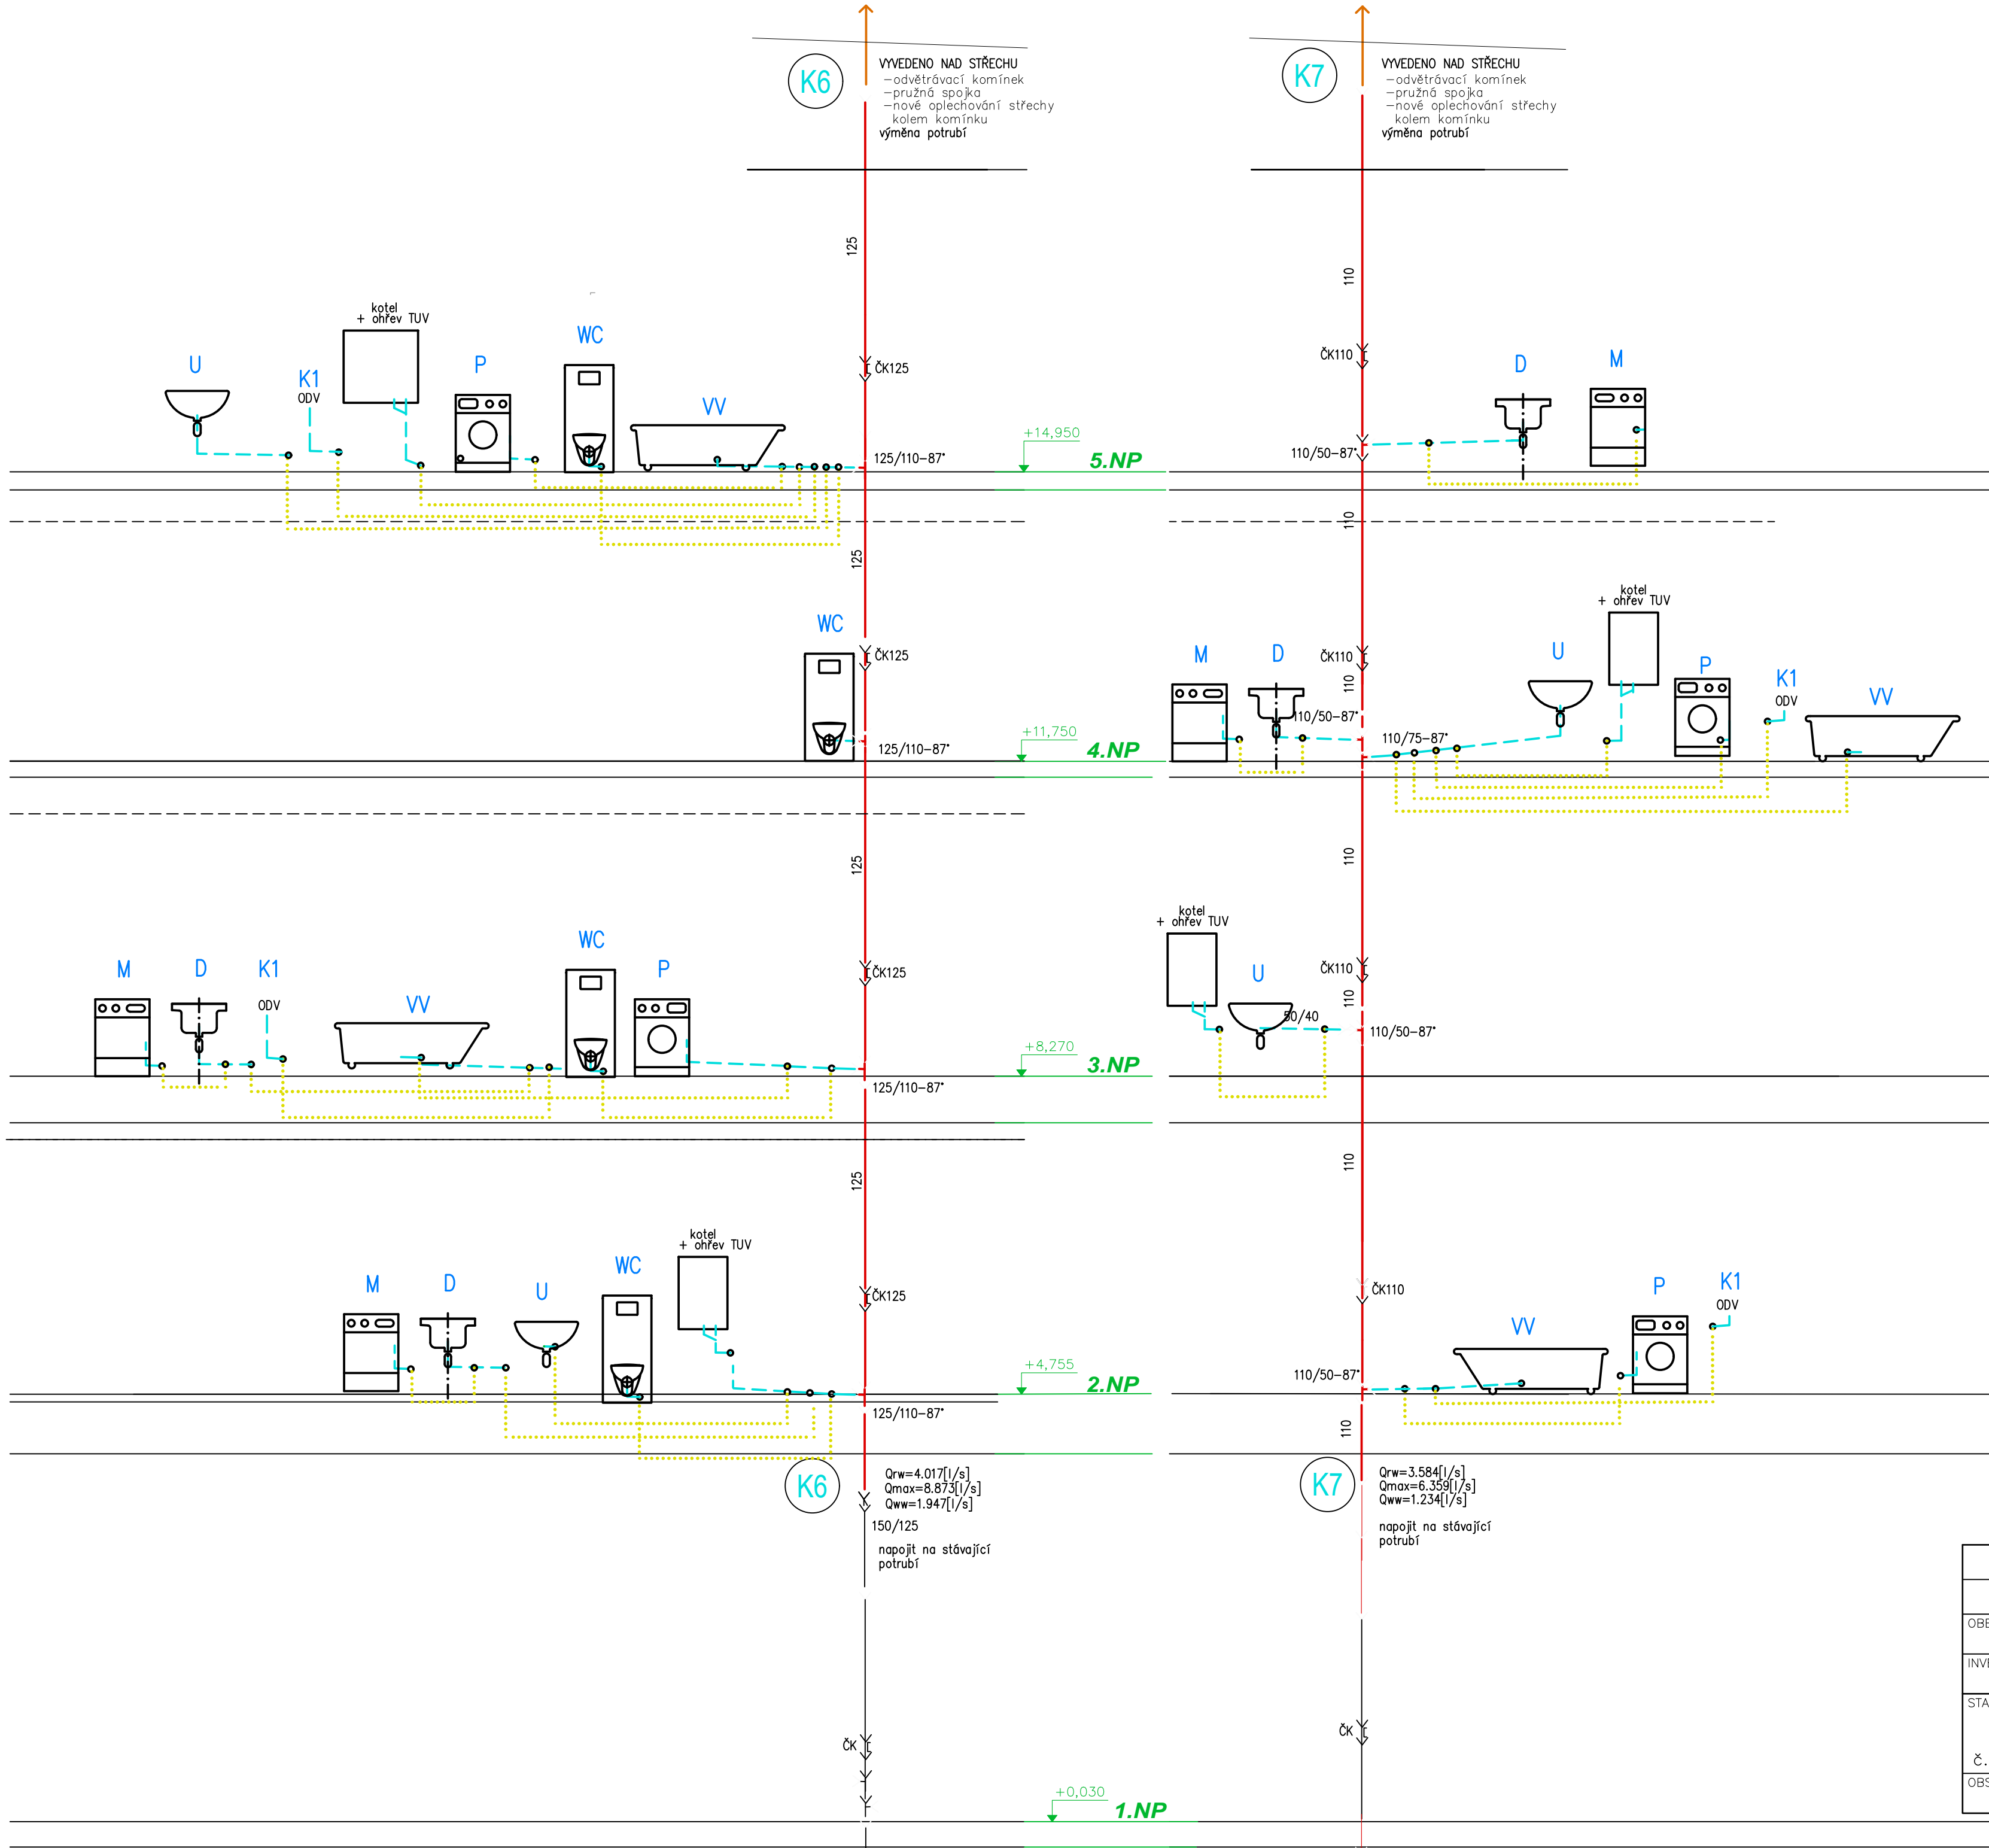 K6
VYVEDENO NAD STŘECHU
-odvětrávací komínek
-pružná spojka
-nové oplechování střechy
kolem komínku
výměna potrubí
K7
VYVEDENO NAD STŘECHU
-odvětrávací komínek
-pružná spojka
-nové oplechování střechy
kolem komínku
výměna potrubí
125
110
kotel
+ ohřev TUV
U
K1
ODV
P
WC
VV
ČK125
125/110-87°
+14,950
5.NP
ČK110
110/50-87°
D
M
125
110
WC
ČK125
125/110-87°
+11,750
4.NP
M
D
ČK110
110
110/50-87°
110/75-87°
U
kotel
+ ohřev TUV
P
K1
ODV
VV
125
110
M
D
K1
ODV
VV
WC
P
ČK125
125/110-87°
+8,270
3.NP
kotel
+ ohřev TUV
U
50/40
ČK110
110
110/50-87°
125
110
M
D
U
WC
kotel
+ ohřev TUV
ČK125
125/110-87°
+4,755
2.NP
ČK110
110/50-87°
110
VV
P
K1
ODV
K6
Qrw=4.017[l/s]
Qmax=8.873[l/s]
Qww=1.947[l/s]
150/125
napojit na stávající
potrubí
K7
Qrw=3.584[l/s]
Qmax=6.359[l/s]
Qww=1.234[l/s]
napojit na stávající
potrubí
ČK
ČK
+0,030
1.NP
OBE
INVE
STA
Č.
OBS